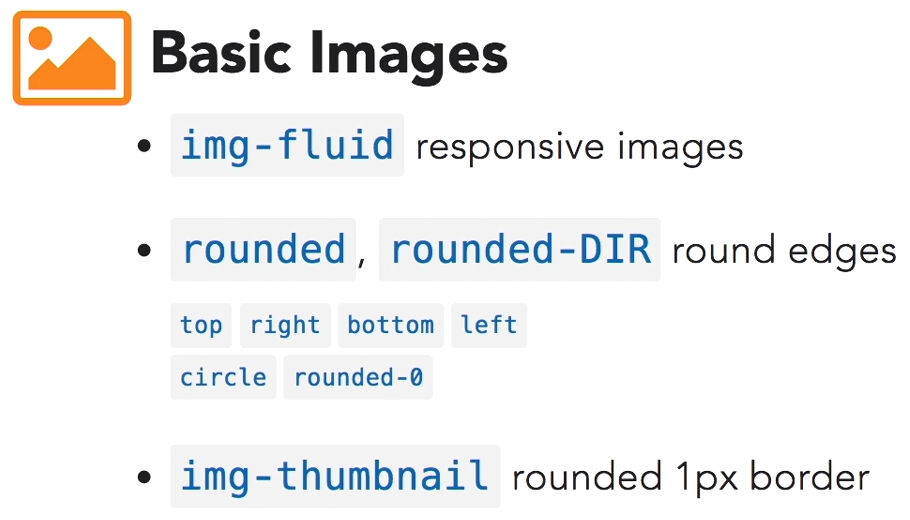 Basic Images
• img-fluid responsive images
• rounded, rounded-DIR round edges
top right bottom left
circle rounded-0
• img-thumbnail rounded 1px border